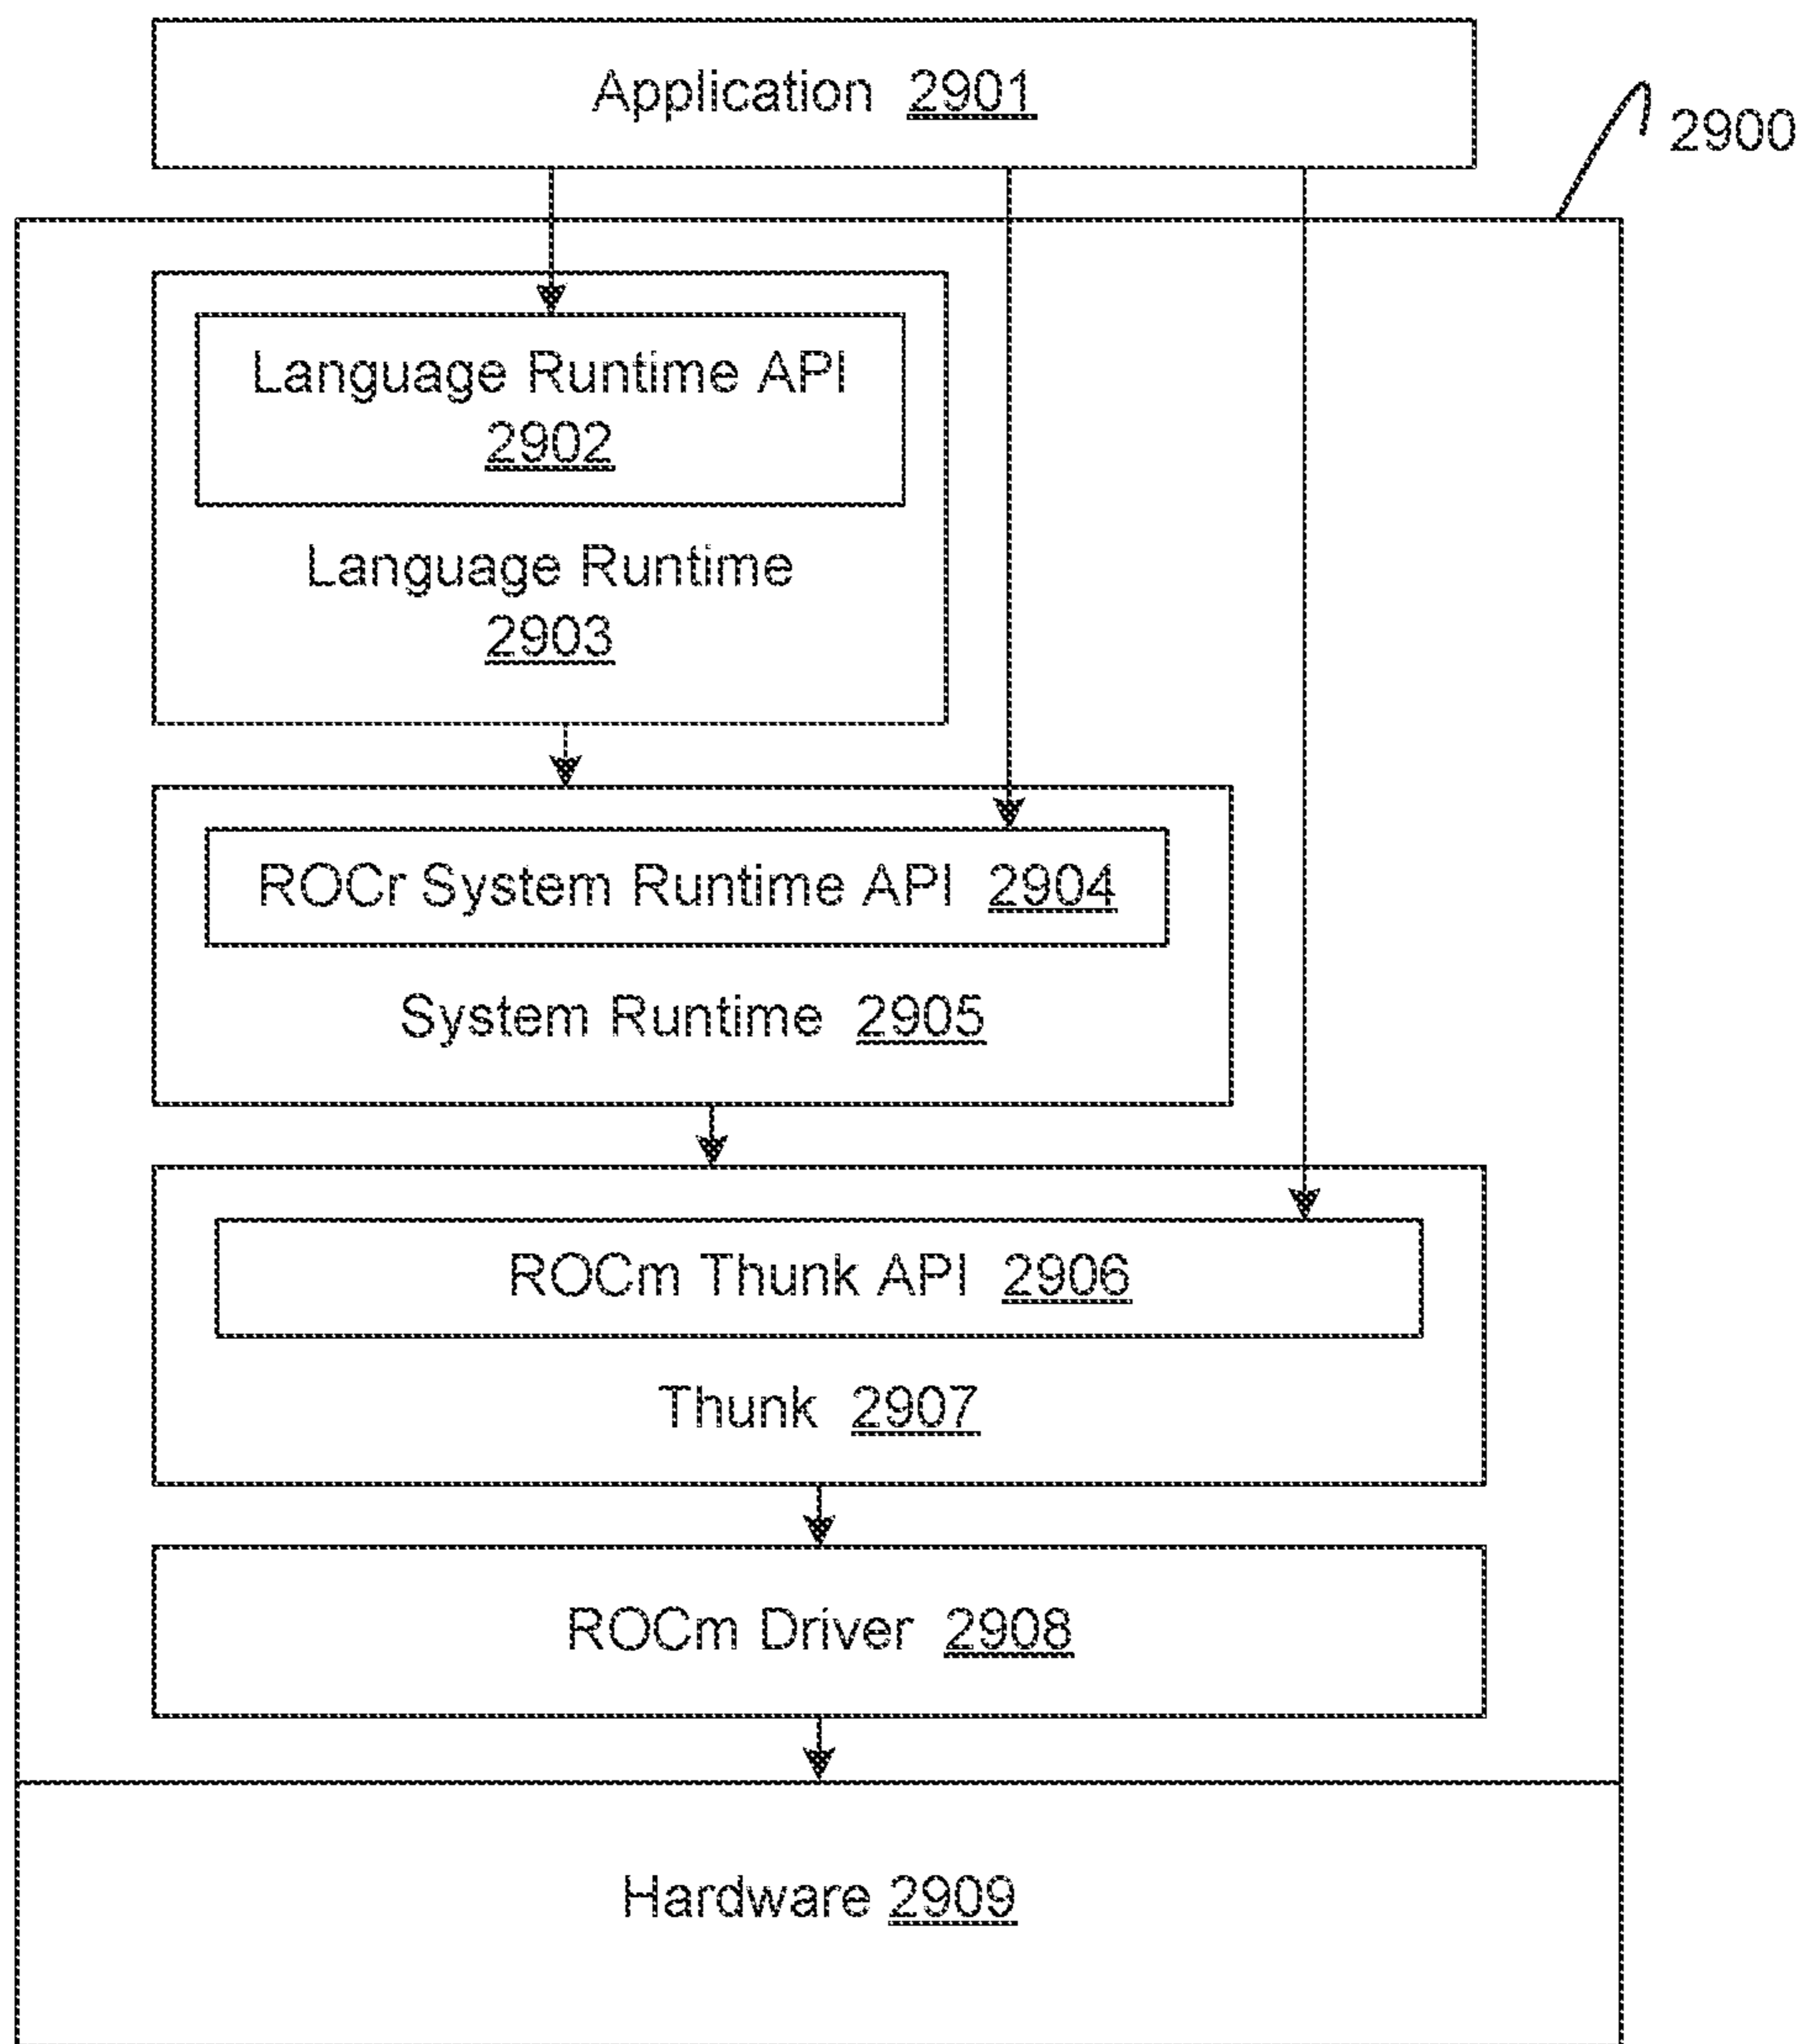 Application 2901
2900
Language Runtime API
2902
Language Runtime
2903
ROCr System Runtime API 2904
System Runtime 2905
ROCm Thunk API 2906
Thunk 2907
ROCm Driver 2908
Hardware 2909